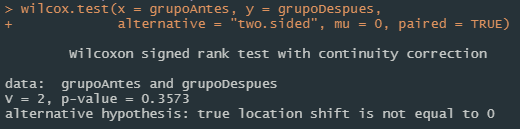 > wilcox.test(x = grupoAntes, y = grupoDespues,
+             alternative = "two.sided", mu = 0, paired = TRUE)
        Wilcoxon signed rank test with continuity correction
data:  grupoAntes and grupoDespues
V = 2, p-value = 0.3573
alternative hypothesis: true location shift is not equal to 0